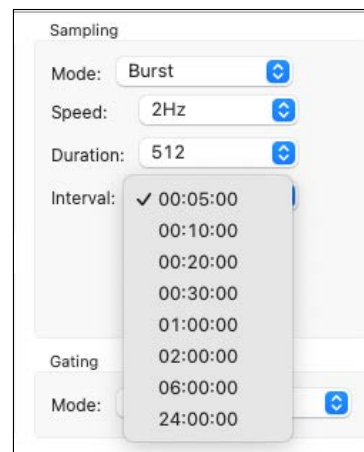 Sampling
Mode: Burst
Speed: 2Hz
Duration: 512
Interval: ✓ 00:05:00
00:10:00
00:20:00
00:30:00
01:00:00
02:00:00
06:00:00
24:00:00
Gating
Mode: